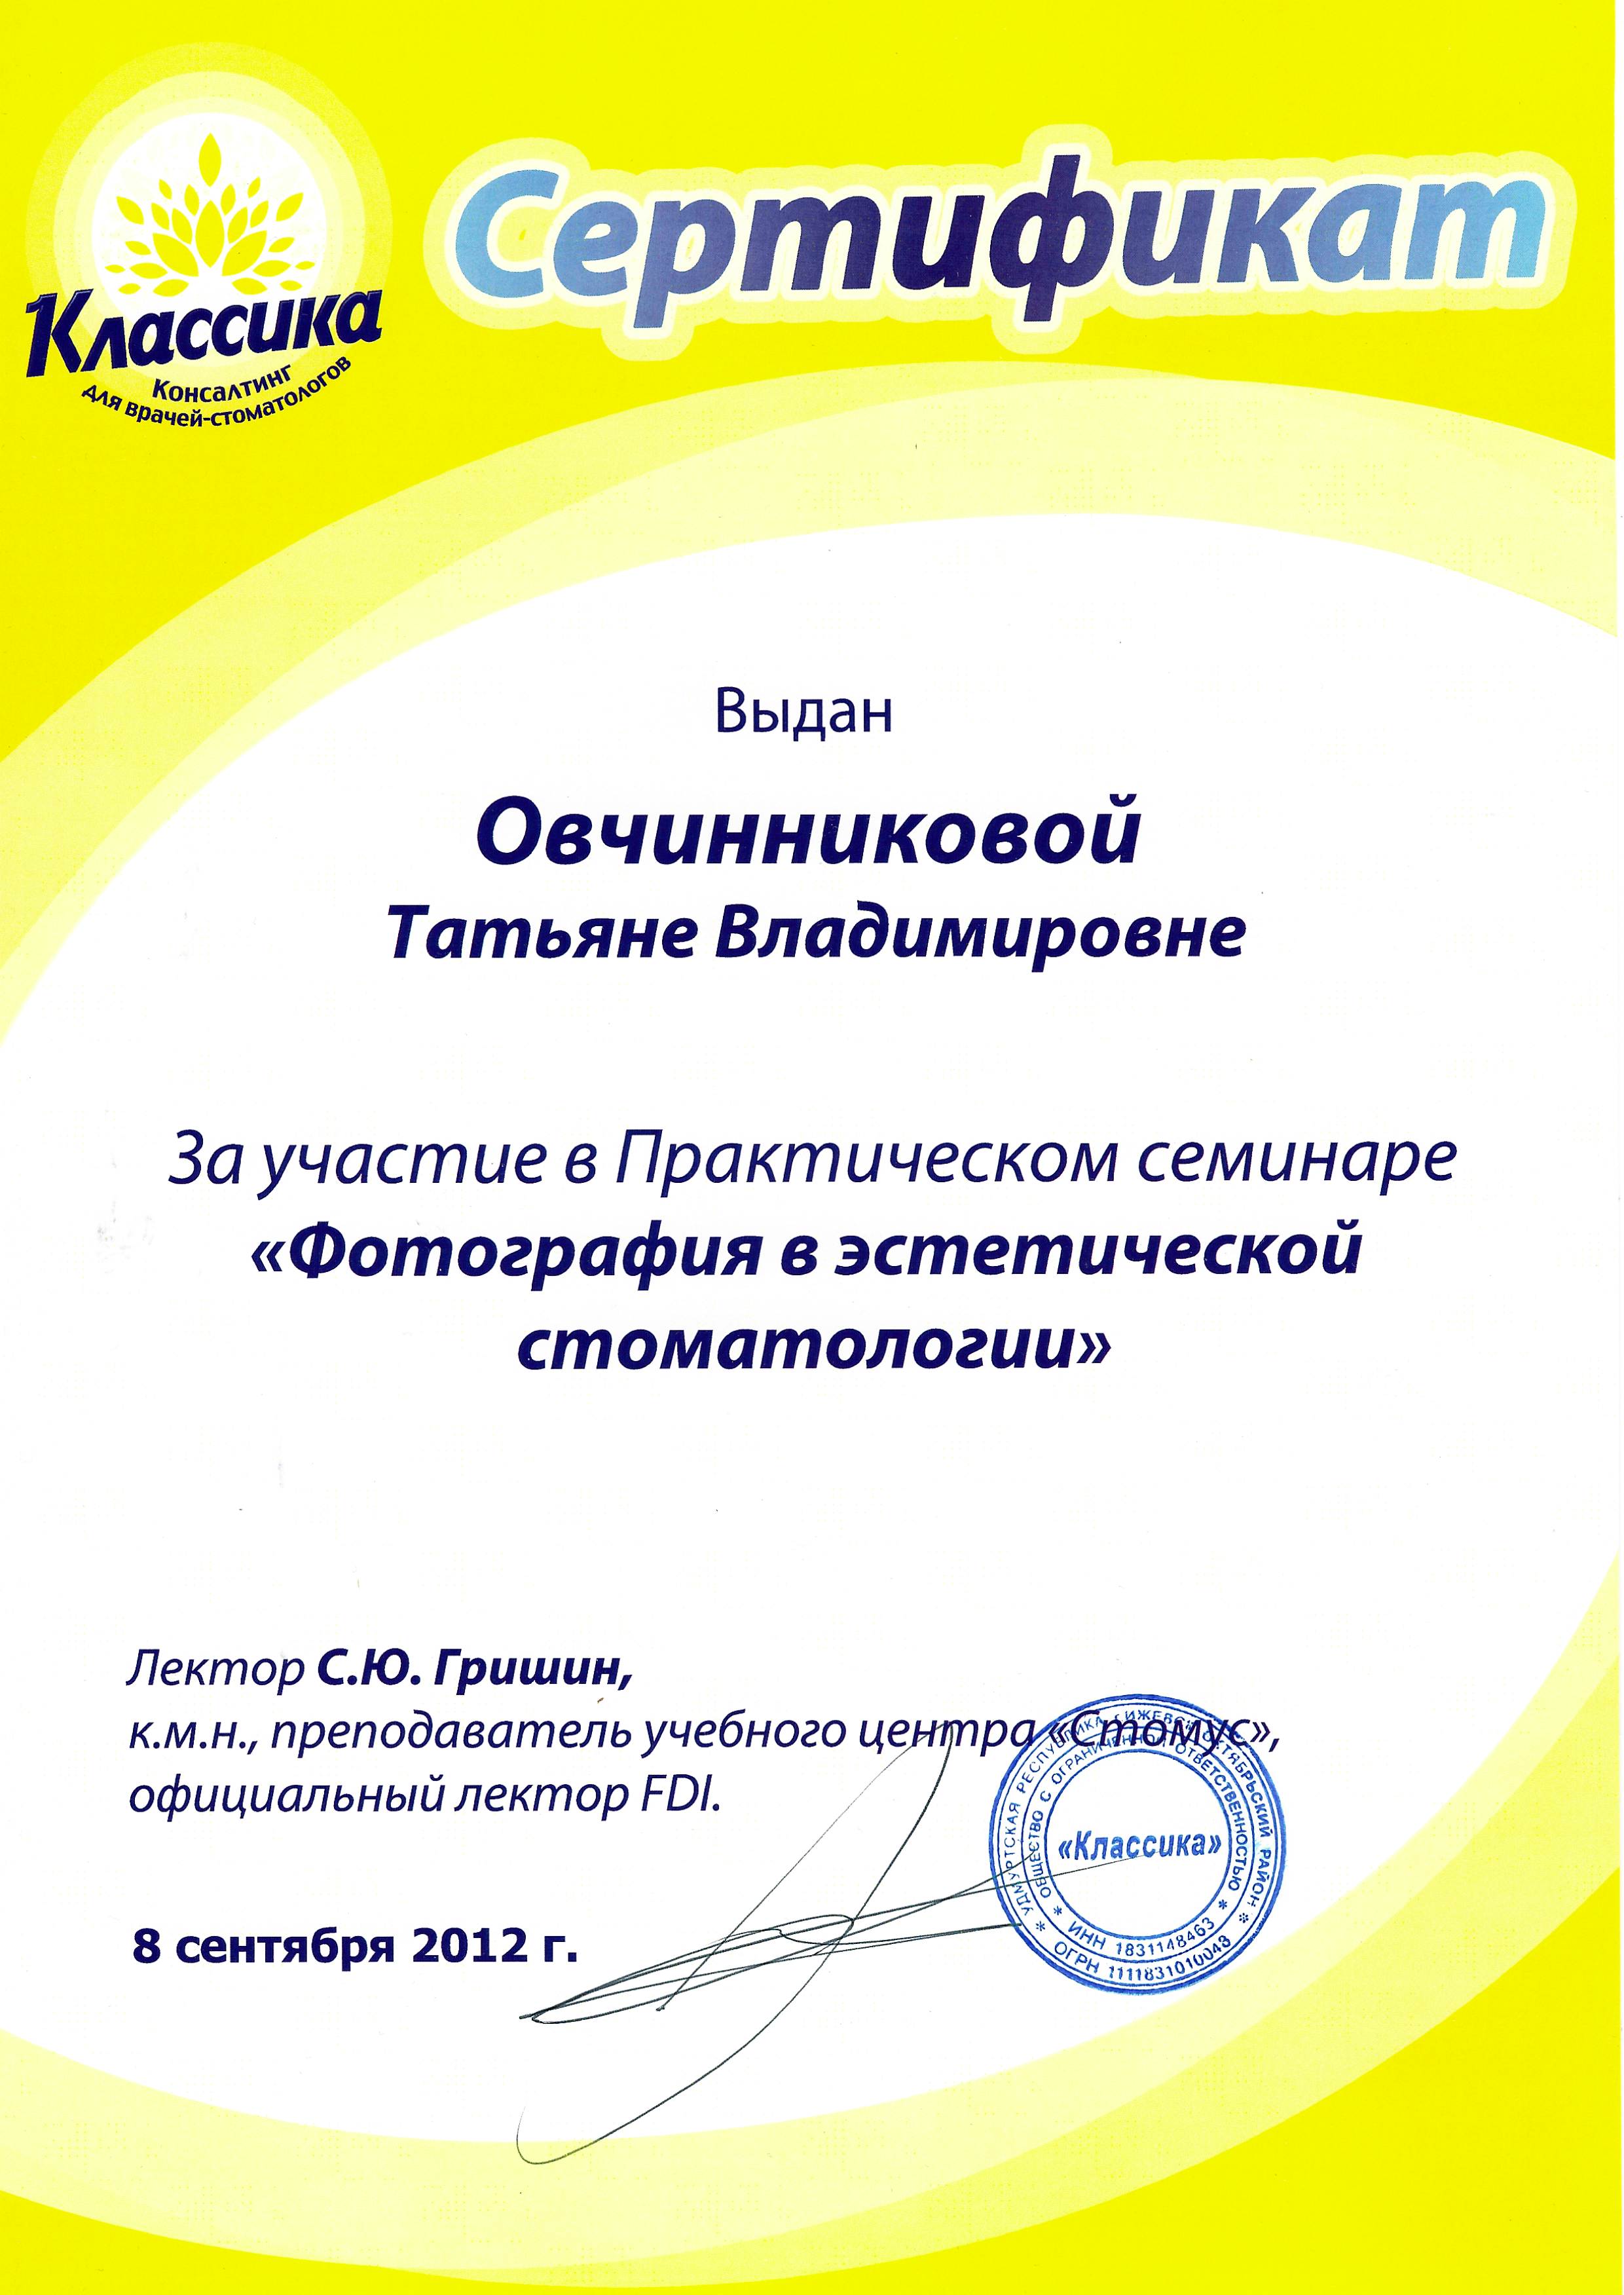 Классика
Консалтинг
для врачей-стоматологов
Сертификат
Выдан
Овчинниковой
Татьяне Владимировне
За участие в Практическом семинаре
«Фотография в эстетической
стоматологии»
Лектор С.Ю. Гришин,
к.м.н., преподаватель учебного центра «Стомус»,
официальный лектор FDI.
8 сентября 2012 г.
* УДМУРТСКАЯ РЕСПУБЛИКА Г.ИЖЕВСК ОКТЯБРЬСКИЙ РАЙОН *
ОБЩЕСТВО С ОГРАНИЧЕННОЙ ОТВЕТСТВЕННОСТЬЮ
«Классика»
* ИНН 1831148463 *
ОГРН 1111831010043